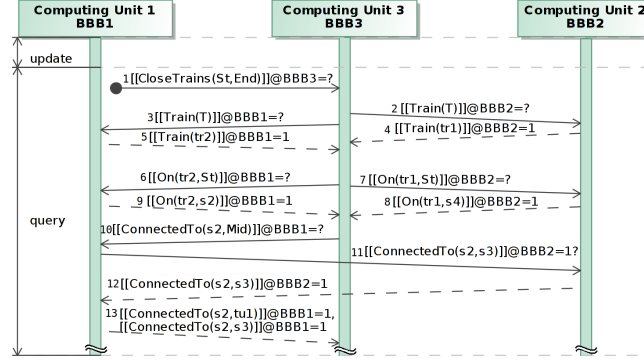 Computing Unit 1
BBB1
Computing Unit 3
BBB3
Computing Unit 2
BBB2
update
1[[CloseTrains(St,End)]]@BBB3=?
2 [[Train(T)]]@BBB2=?
3[[Train(T)]]@BBB1=?
4 [[Train(tr1)]]@BBB2=1
5[[Train(tr2)]]@BBB1=1
6[[On(tr2,St)]]@BBB1=?
7 [[On(tr1,St)]]@BBB2=?
9 [[On(tr2,s2)]]@BBB1=1
8[[On(tr1,s4)]]@BBB2=1
query
10[[ConnectedTo(s2,Mid)]]@BBB1=?
11[[ConnectedTo(s2,s3)]]@BBB2=1?
12[[ConnectedTo(s2,s3)]]@BBB2=1
13[[ConnectedTo(s2,tu1)]]@BBB1=1,
[[ConnectedTo(s2,s3)]]@BBB1=1